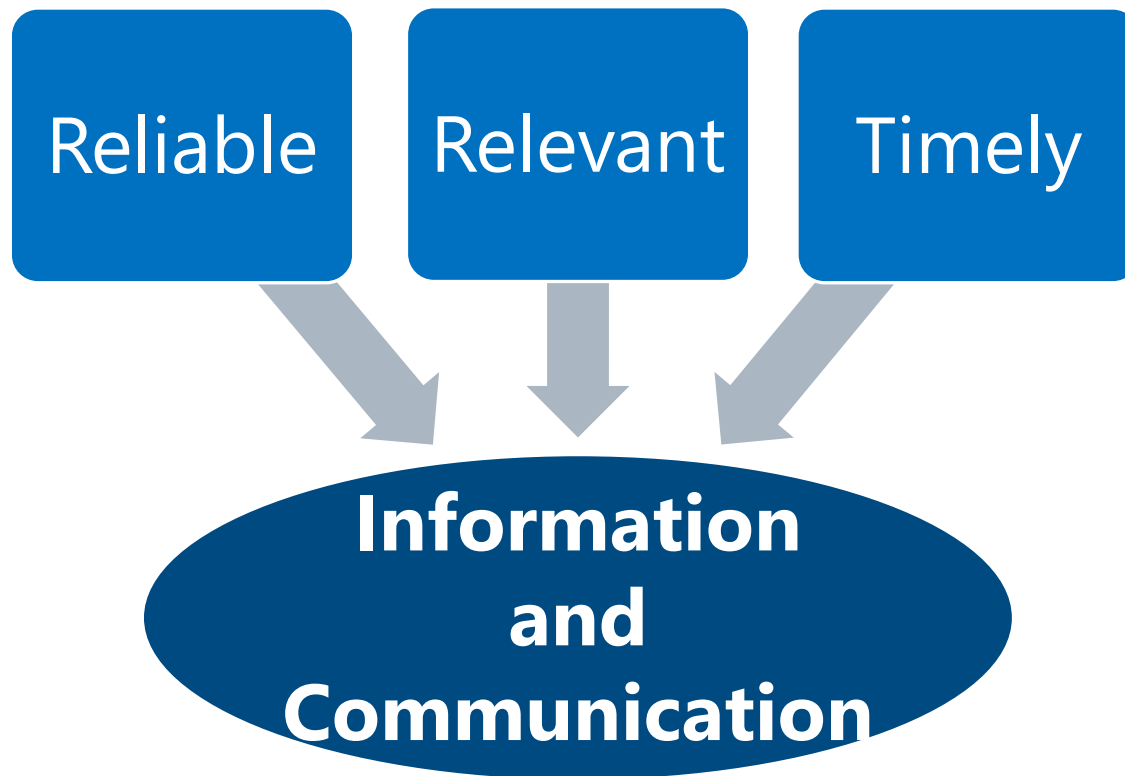 Reliable
Relevant
Timely
Information
and
Communication